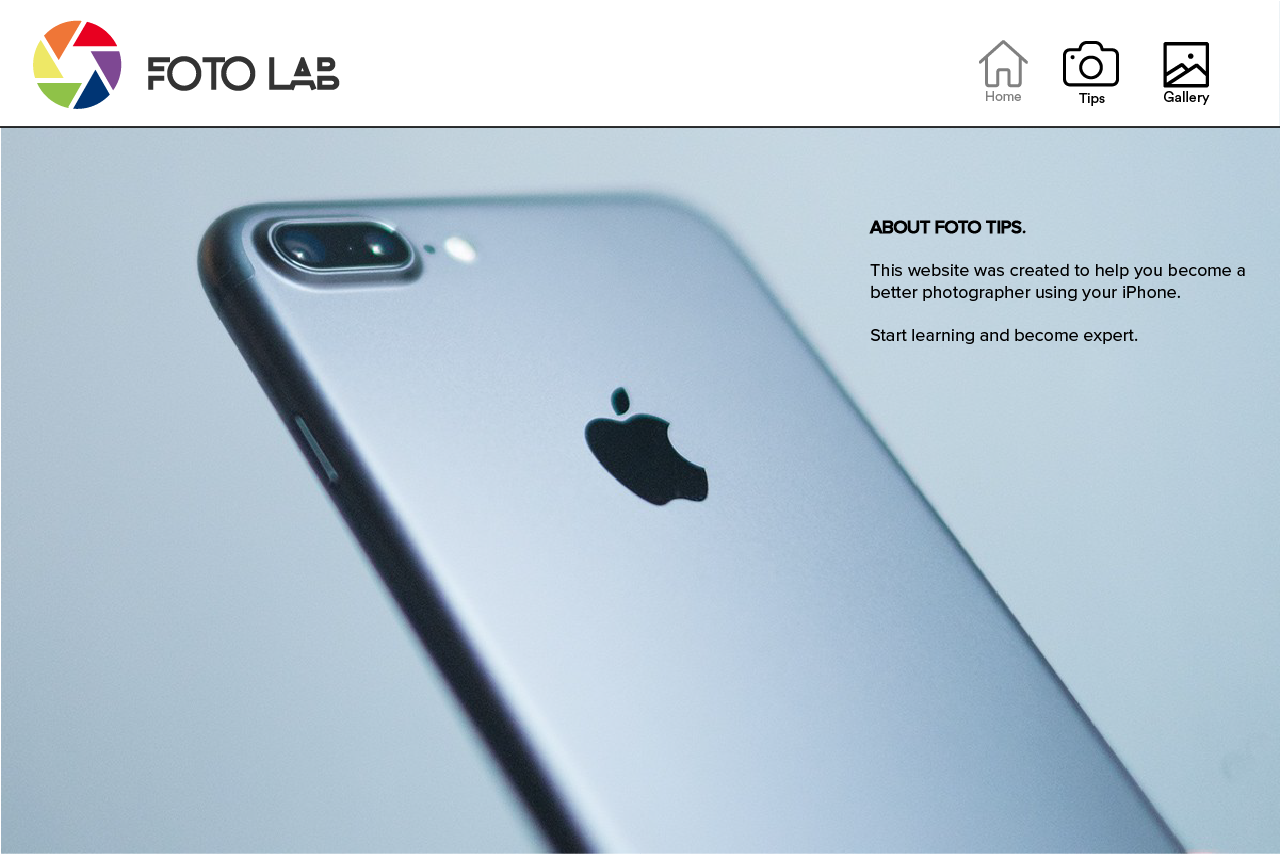 FOTO LAB
Home
Tips
Gallery
ABOUT FOTO TIPS.
This website was created to help you become a
better photographer using your iPhone.
Start learning and become expert.